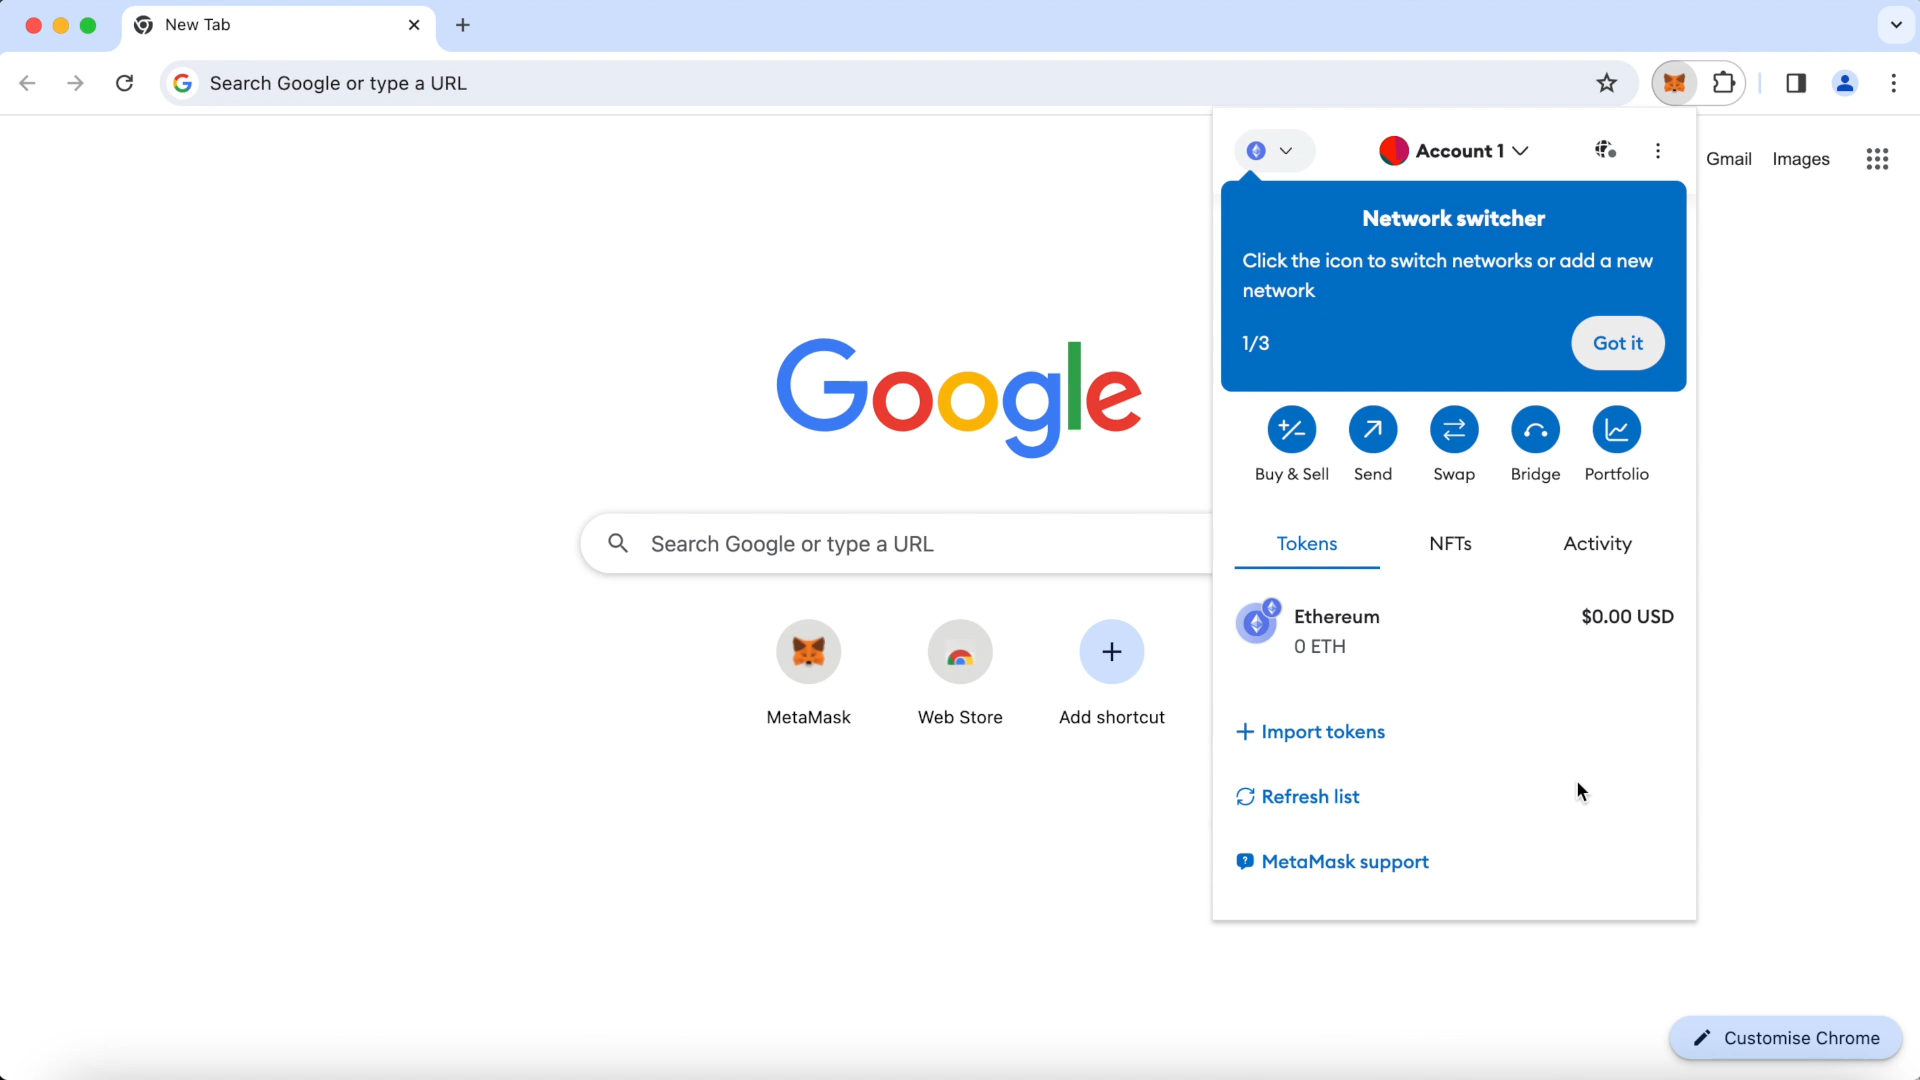 New Tab
Search Google or type a URL
Account 1
Gmail Images
Network switcher
Click the icon to switch networks or add a new
network
1/3
Got it
Google
Buy & Sell Send Swap Bridge Portfolio
Search Google or type a URL
Tokens NFTs Activity
Ethereum $0.00 USD
0 ETH
MetaMask Web Store Add shortcut
Import tokens
Refresh list
MetaMask support
Customise Chrome